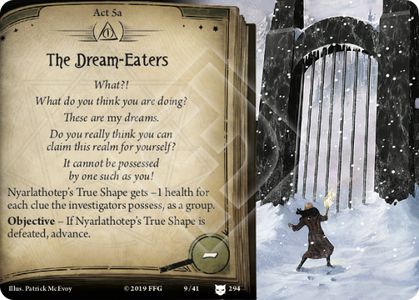 Act 5a
The Dream-Eaters
What?!
What do you think you are doing?
These are my dreams.
Do you really think you can
claim this realm for yourself?
It cannot be possessed
by one such as you!
Nyarlathotep's True Shape gets –1 health for
each clue the investigators possess, as a group.
Objective – If Nyarlathotep's True Shape is
defeated, advance.
–
Illus. Patrick McEvoy
© 2019 FFG
9/41
294